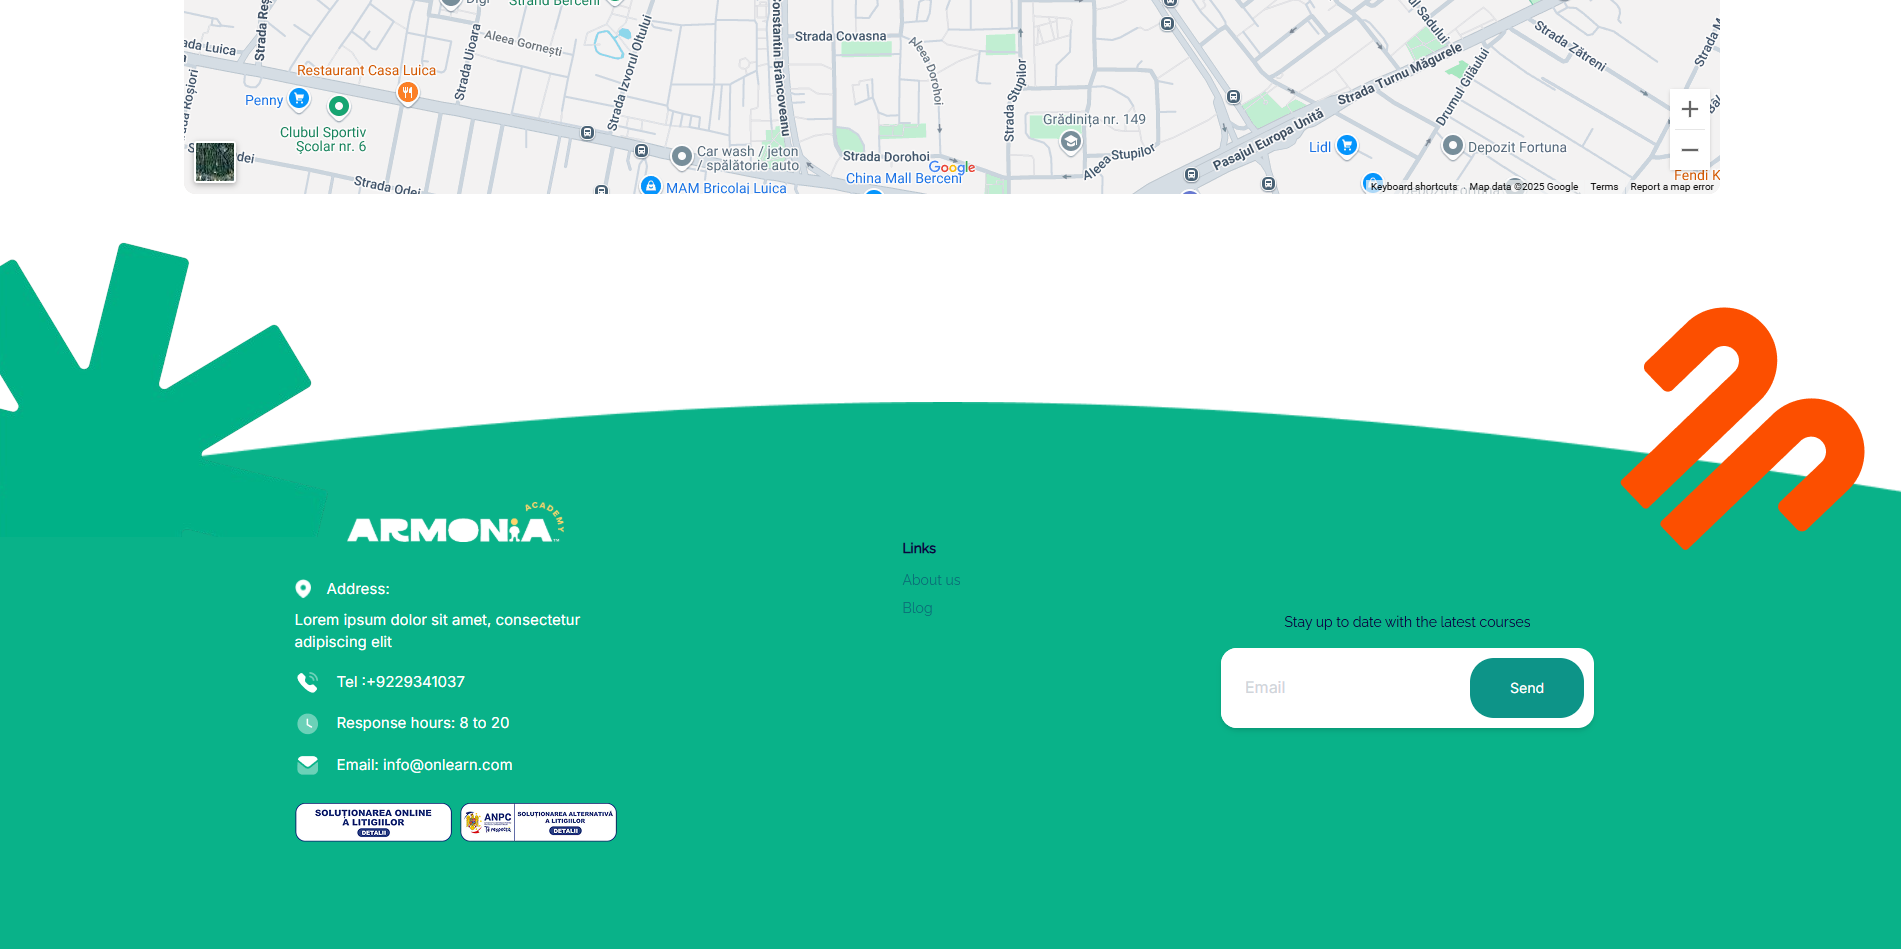 Digi
Strand Berceni
Strada Luica
Strada Uioara
Aleea Gornești
Strada Izvorul Oltului
Constantin Brâncoveanu
Strada Covasna
Aleea Dorohoi
Strada Stupilor
Strada Turnu Măgurele
Strada Zătreni
Drumul Găălului
Restaurant Casa Luica
Penny
Clubul Sportiv
Școlar nr. 6
Strada Odei
Car wash / jeton
/ spălătorie auto
MAM Bricolaj Luica
Strada Dorohoi
China Mall Berceni
Google
Grădinița nr. 149
Aleea Stupilor
Pasajul Europa Unită
Lidl
Depozit Fortuna
Fendi K
Keyboard shortcuts
Map data ©2025 Google
Terms
Report a map error
ARMONIA
ACADEMY
TM
Address:
Lorem ipsum dolor sit amet, consectetur
adipiscing elit
Tel :+9229341037
Response hours: 8 to 20
Email: info@onlearn.com
SOLUȚIONAREA ONLINE
A LITIGIILOR
DETALII
ANPC
SOLUȚIONAREA ALTERNATIVĂ
A LITIGIILOR
DETALII
Links
About us
Blog
Stay up to date with the latest courses
Email
Send